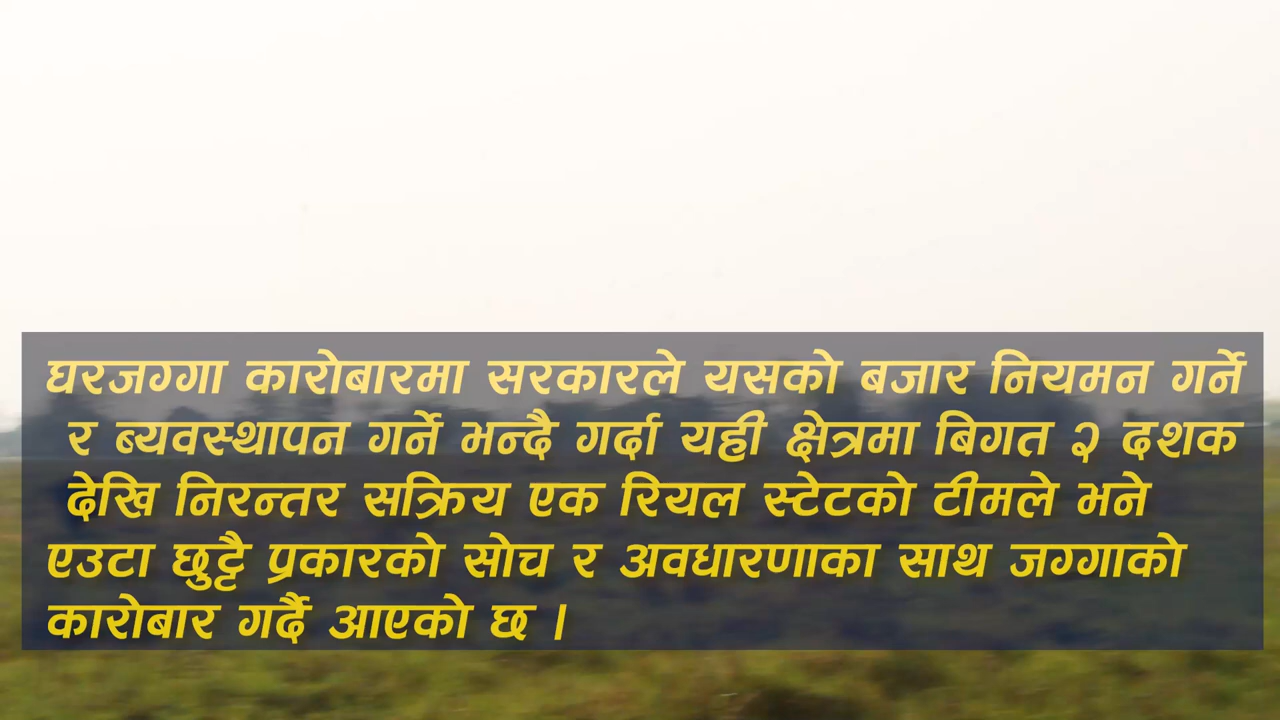 घरजग्गा कारोबारमा सरकारले यसको बजार नियमन गर्ने
र ब्यवस्थापन गर्ने भन्दै गर्दा यही क्षेत्रमा बिगत २ दशक
देखि निरन्तर सक्रिय एक रियल स्टेटको टीमले भने
एउटा छुट्टै प्रकारको सोच र अवधारणाका साथ जग्गाको
कारोबार गर्दै आएको छ ।